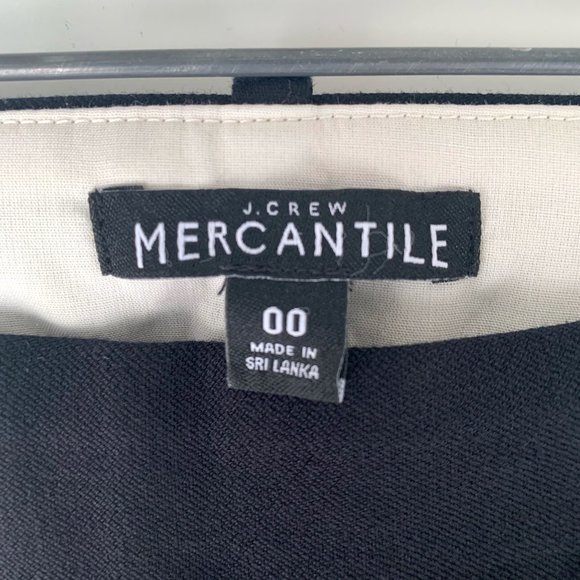 J.CREW
MERCANTILE
00
MADE IN
SRI LANKA